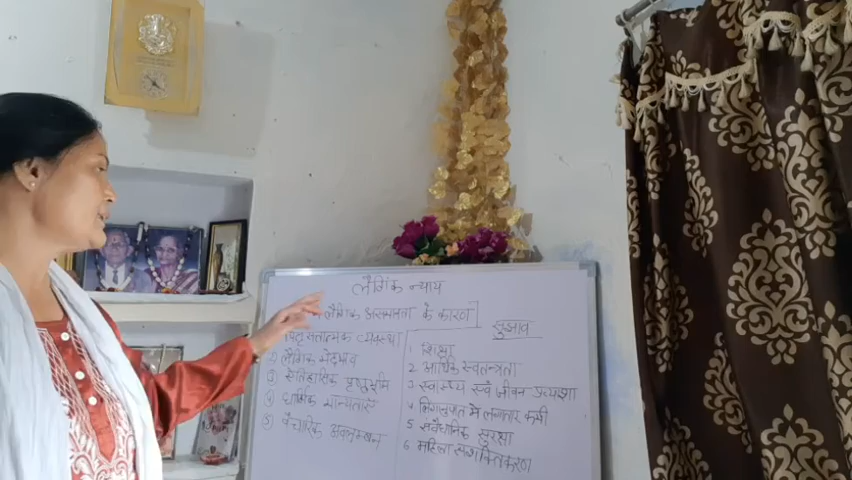 लैंगिक न्याय
लैंगिक असमानता के कारण
पितृसत्तात्मक व्यवस्था
2) लैंगिक भेदभाव
3) ऐतिहासिक पृष्ठभूमि
4) धार्मिक मान्यताएँ
5) वैचारिक
सुझाव
1. शिक्षा
2 आर्थिक स्वतन्त्रता
3 स्वास्थ्य एवं जीवन प्रत्याशा
4 लिंगानुपात में लगातार कमी
5 संवैधानिक सुरक्षा
6 महिला सशक्तिकरण